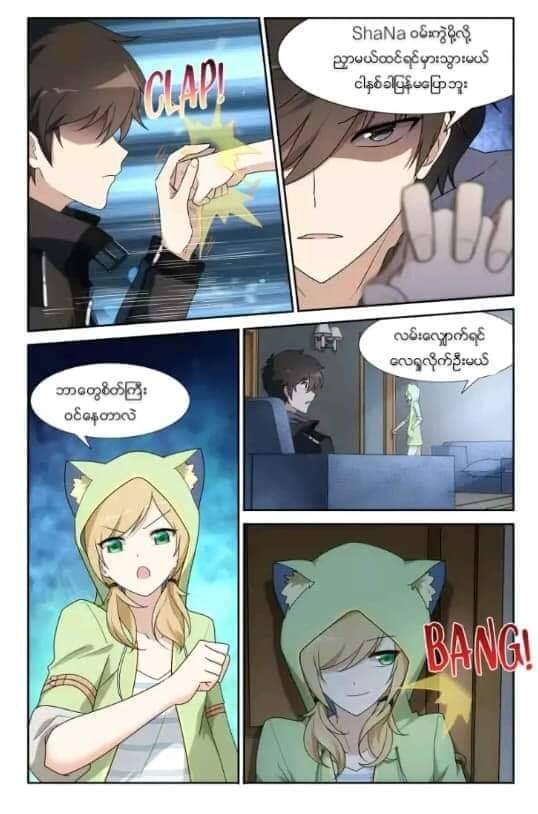 CLAP!
ShaNa ဝမ်းကွဲမို့လို့
ညှာမယ်ထင်ရင်မှားသွားမယ်
ငါနှစ်ခါပြန်မပြောဘူး
လမ်းလျှောက်ရင်
လေရှုလိုက်ဦးမယ်
ဘာတွေစိတ်ကြီး
ဝင်နေတာလဲ
BANG!